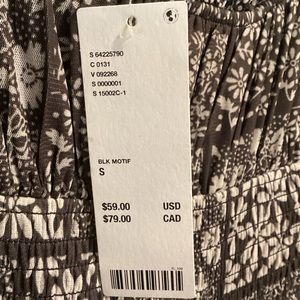 S 64225790
C 0131
V 092268
S 0000001
S 15002C-1
BLK MOTIF
S
$59.00 USD
$79.00 CAD